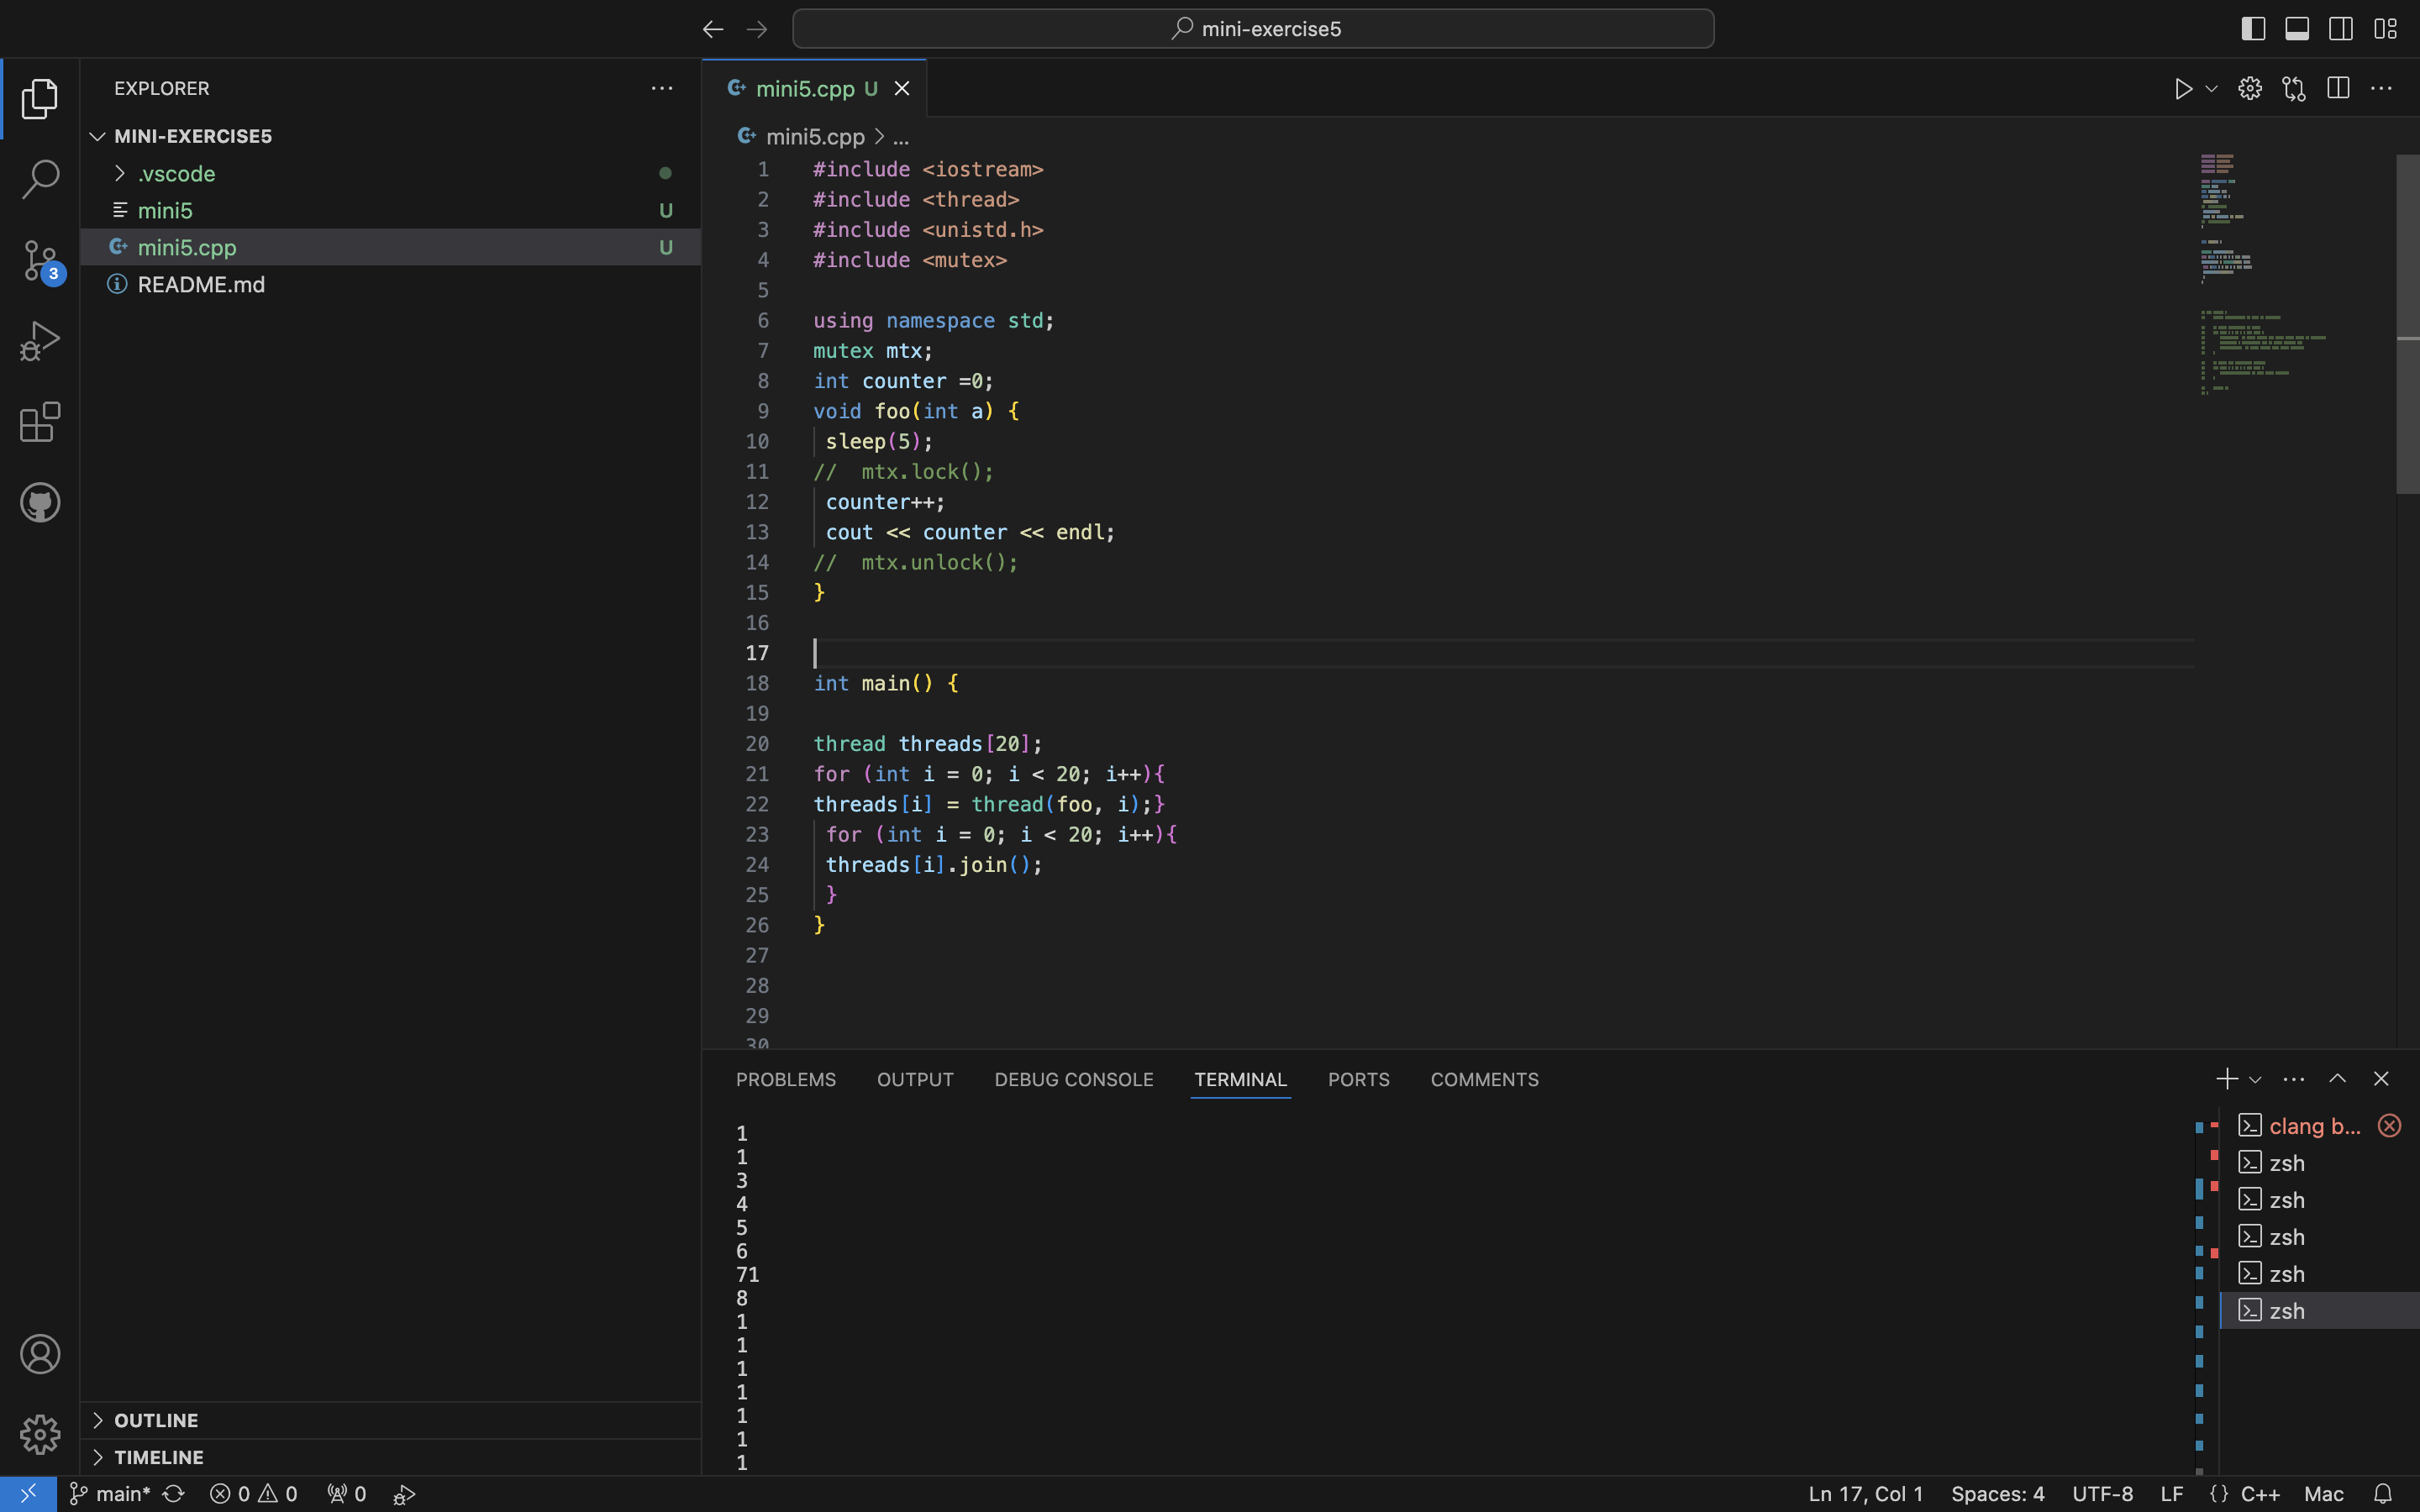 mini-exercise5
EXPLORER
MINI-EXERCISE5
.vscode
mini5 U
mini5.cpp U
README.md
3
OUTLINE
TIMELINE
mini5.cpp U
mini5.cpp > ...
1 #include <iostream>
2 #include <thread>
3 #include <unistd.h>
4 #include <mutex>
5
6 using namespace std;
7 mutex mtx;
8 int counter =0;
9 void foo(int a) {
10 sleep(5);
11 //  mtx.lock();
12 counter++;
13 cout << counter << endl;
14 //  mtx.unlock();
15 }
16
17
18 int main() {
19
20 thread threads[20];
21 for (int i = 0; i < 20; i++){
22 threads[i] = thread(foo, i);}
23 for (int i = 0; i < 20; i++){
24 threads[i].join();
25 }
26 }
27
28
29
30
PROBLEMS OUTPUT DEBUG CONSOLE TERMINAL PORTS COMMENTS
1
1
3
4
5
6
71
8
1
1
1
1
1
1
1
clang b...
zsh
zsh
zsh
zsh
zsh
main* 0 0 0 Ln 17, Col 1 Spaces: 4 UTF-8 LF {} C++ Mac